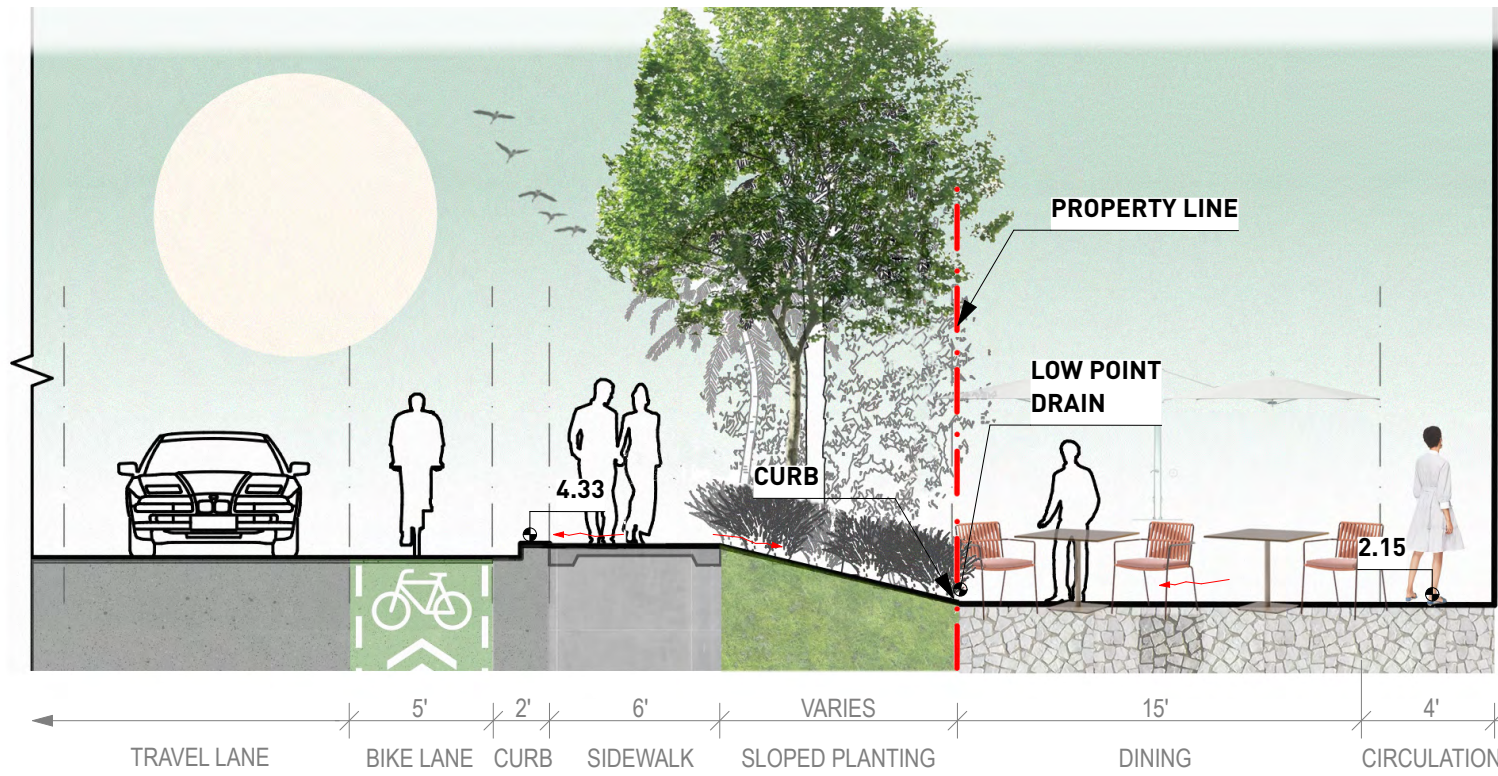 PROPERTY LINE
LOW POINT
DRAIN
CURB
4.33
2.15
5'
2'
6'
VARIES
15'
4'
TRAVEL LANE
BIKE LANE
CURB
SIDEWALK
SLOPED PLANTING
DINING
CIRCULATION